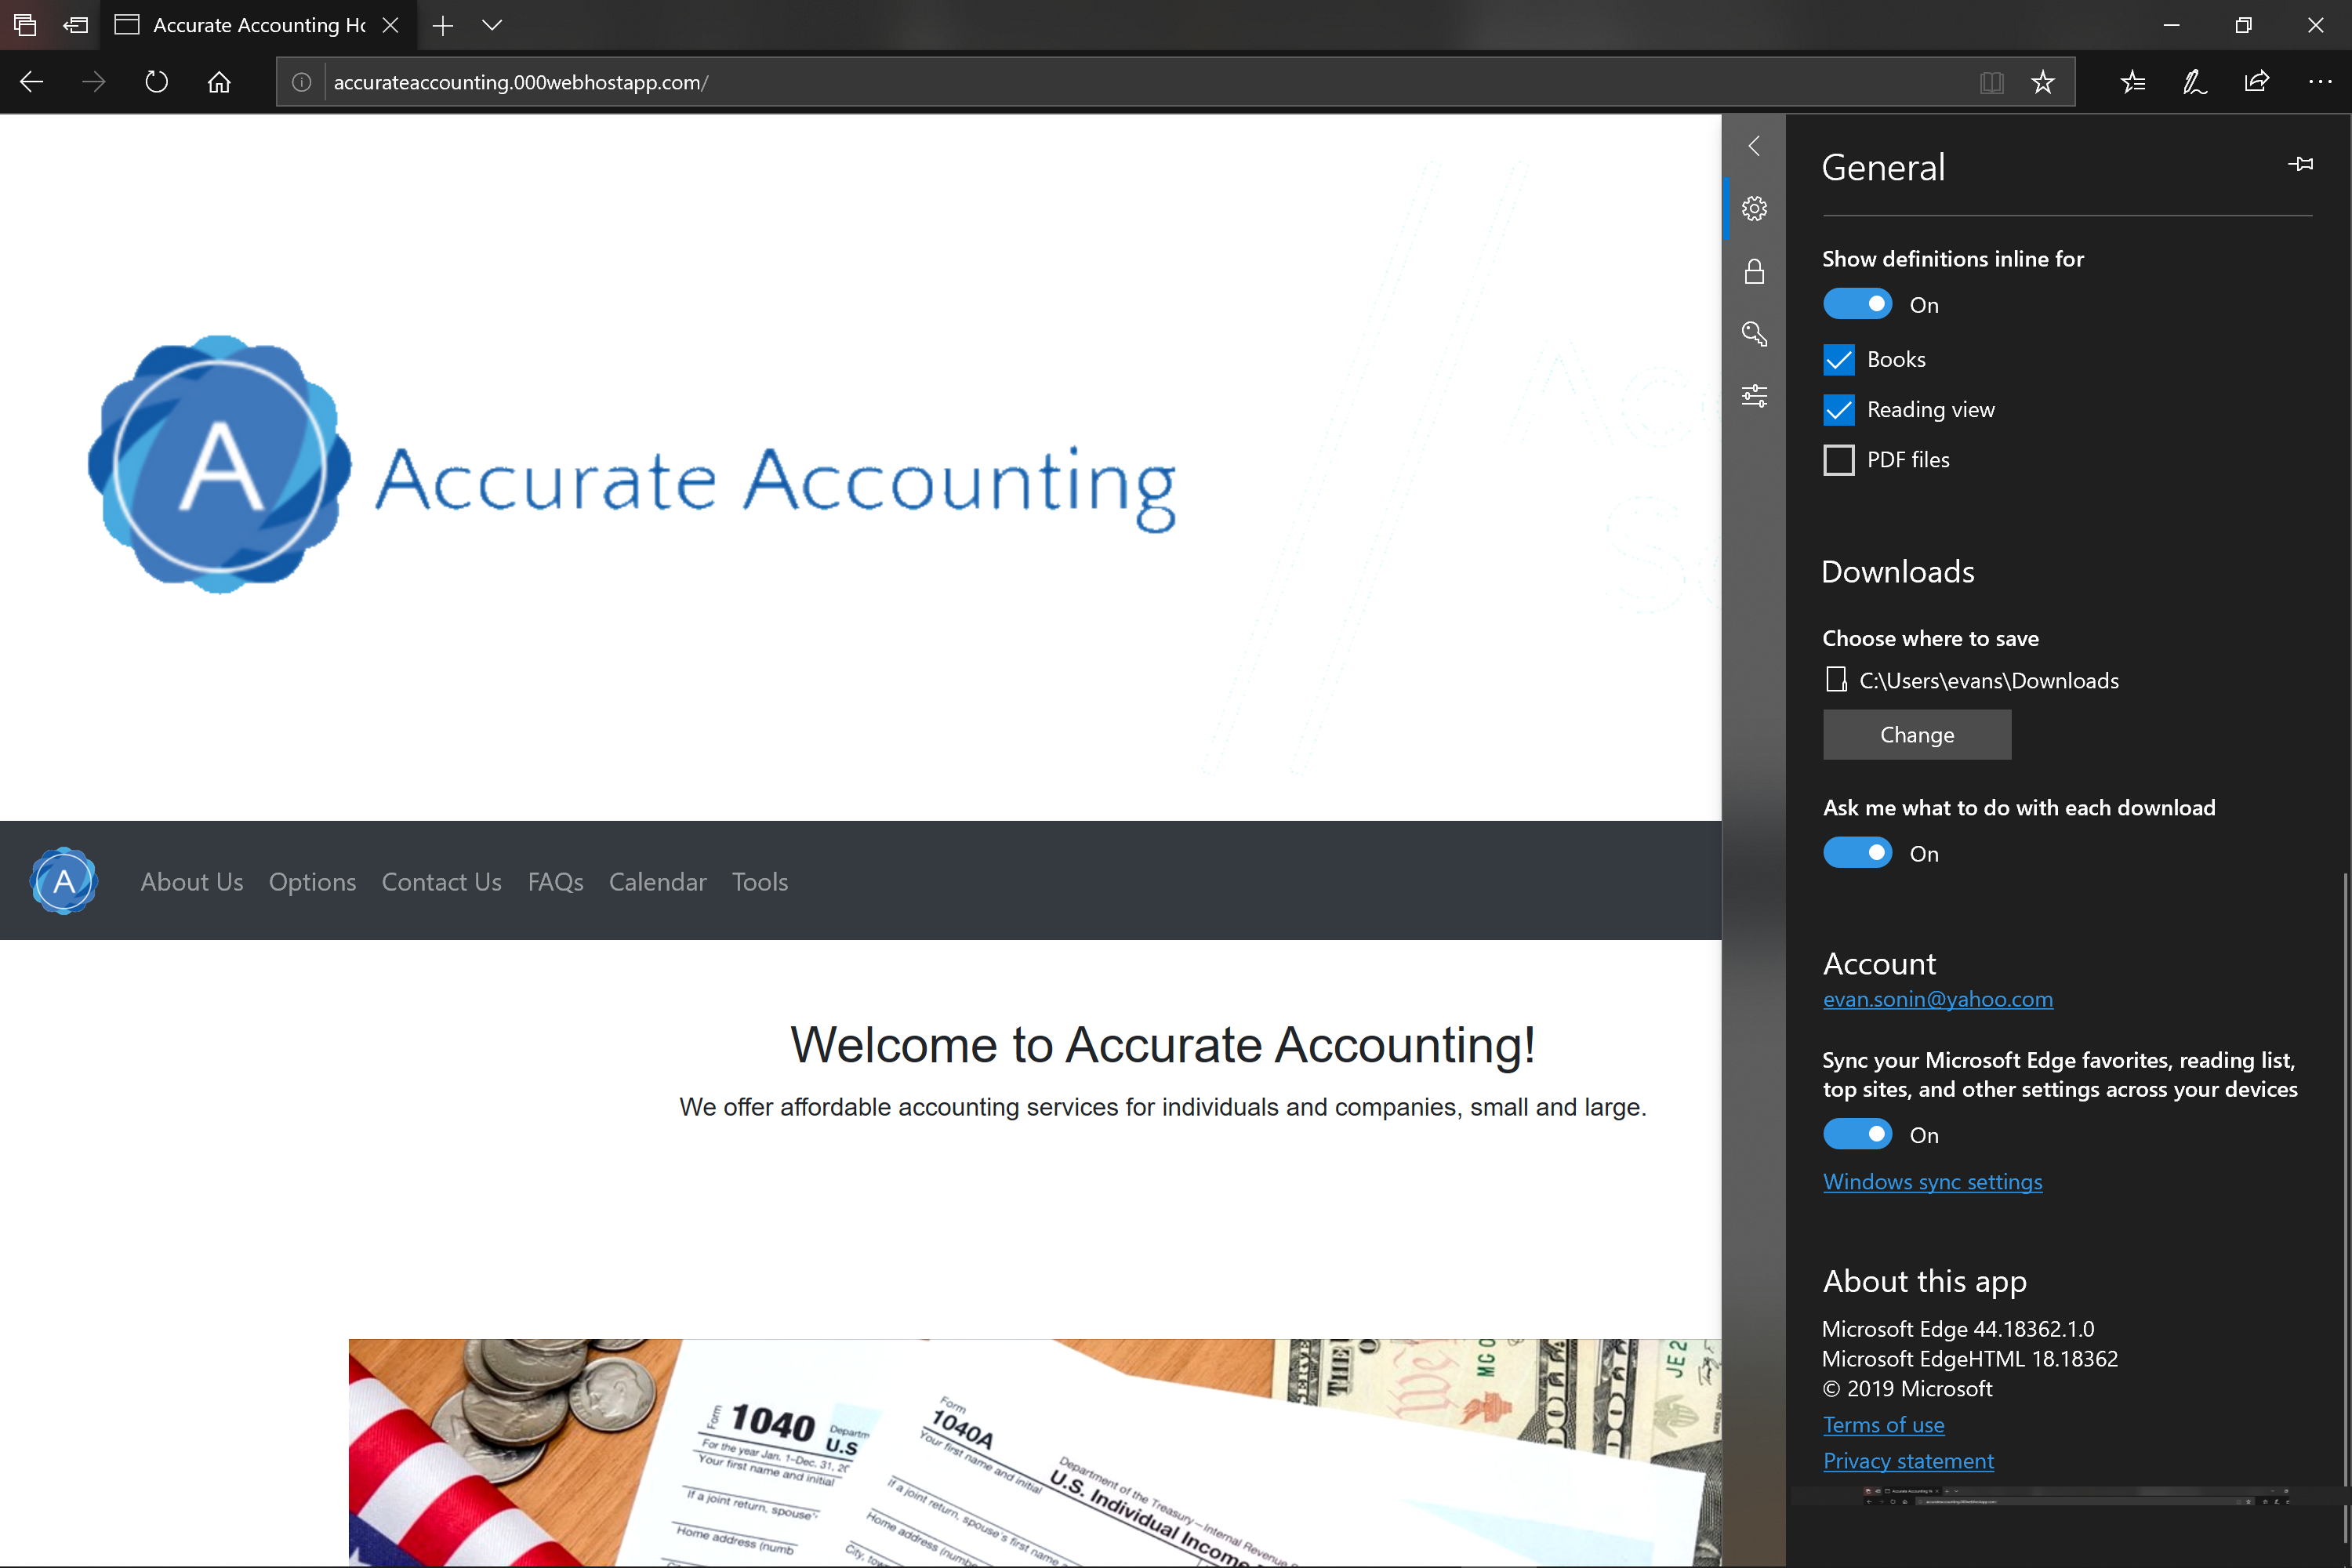 Accurate Accounting Ho
accurateaccounting.000webhostapp.com/
A
Accurate Accounting
A
About Us
Options
Contact Us
FAQs
Calendar
Tools
Welcome to Accurate Accounting!
We offer affordable accounting services for individuals and companies, small and large.
Form
1040
U.S
For the year Jan. 1–Dec. 31, 20
Your first name and initial
If a joint return, spouse's
Home address (numb
Form
1040A
Your first name and initial
Department of the Treasury—Internal Revenue S
U.S. Individual Income
If a joint return, spouse's first name a
Home address (numbe
City, tow
General
Show definitions inline for
On
Books
Reading view
PDF files
Downloads
Choose where to save
C:\Users\evans\Downloads
Change
Ask me what to do with each download
On
Account
evan.sonin@yahoo.com
Sync your Microsoft Edge favorites, reading list,
top sites, and other settings across your devices
On
Windows sync settings
About this app
Microsoft Edge 44.18362.1.0
Microsoft EdgeHTML 18.18362
© 2019 Microsoft
Terms of use
Privacy statement